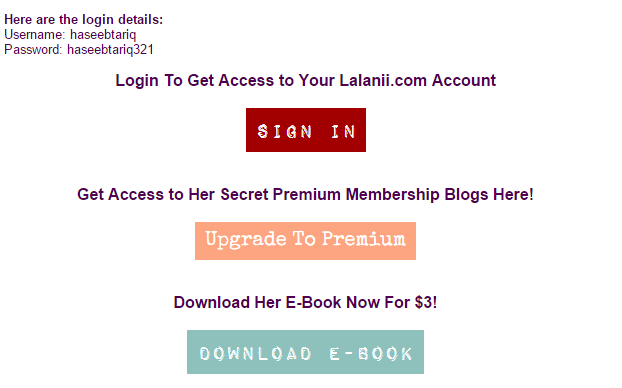 Here are the login details:
Username: haseebtariq
Password: haseebtariq321
Login To Get Access to Your Lalanii.com Account
SIGN IN
Get Access to Her Secret Premium Membership Blogs Here!
Upgrade To Premium
Download Her E-Book Now For $3!
DOWNLOAD E-BOOK